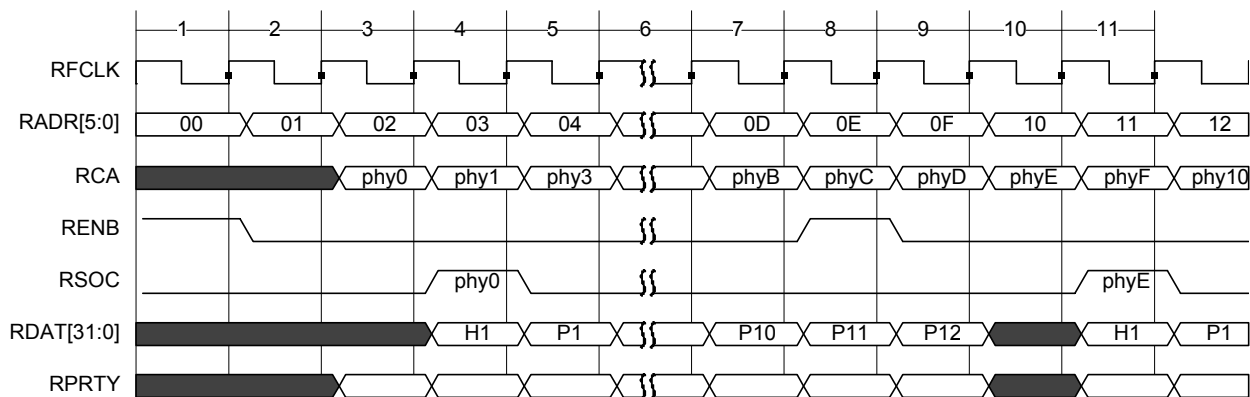 1 2 3 4 5 6 7 8 9 10 11
RFCLK
RADR[5:0] 00 01 02 03 04 0D 0E 0F 10 11 12
RCA phy0 phy1 phy3 phyB phyC phyD phyE phyF phy10
RENB
RSOC phy0 phyE
RDAT[31:0] H1 P1 P10 P11 P12 H1 P1
RPRTY